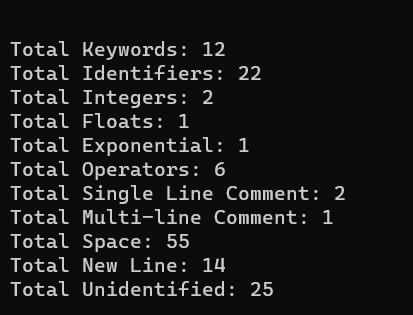 Total Keywords: 12
Total Identifiers: 22
Total Integers: 2
Total Floats: 1
Total Exponential: 1
Total Operators: 6
Total Single Line Comment: 2
Total Multi-line Comment: 1
Total Space: 55
Total New Line: 14
Total Unidentified: 25